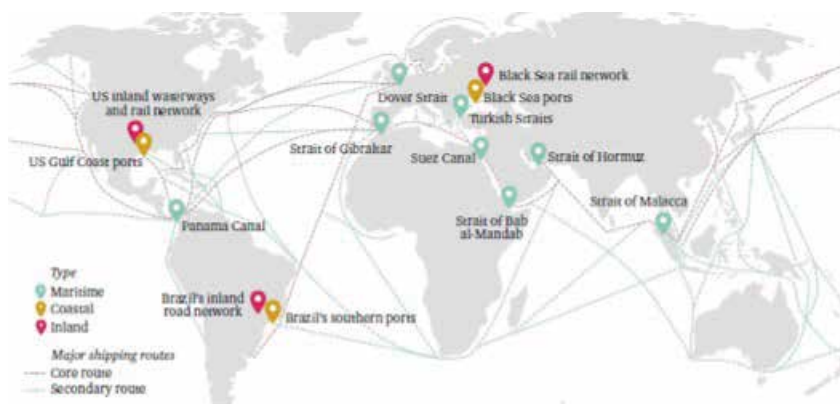 US inland waterways
and rail network
US Gulf Coast ports
Panama Canal
Dover Strait
Strait of Gibrakar
Black Sea rail network
Black Sea ports
Turkish Straits
Suez Canal
Strait of Hormuz
Strait of Bab
al-Mandab
Strait of Malacca
Brazil's inland
road network
Brazil's southern ports
Type
Maritime
Coastal
Inland
Major shipping routes
Core route
Secondary route